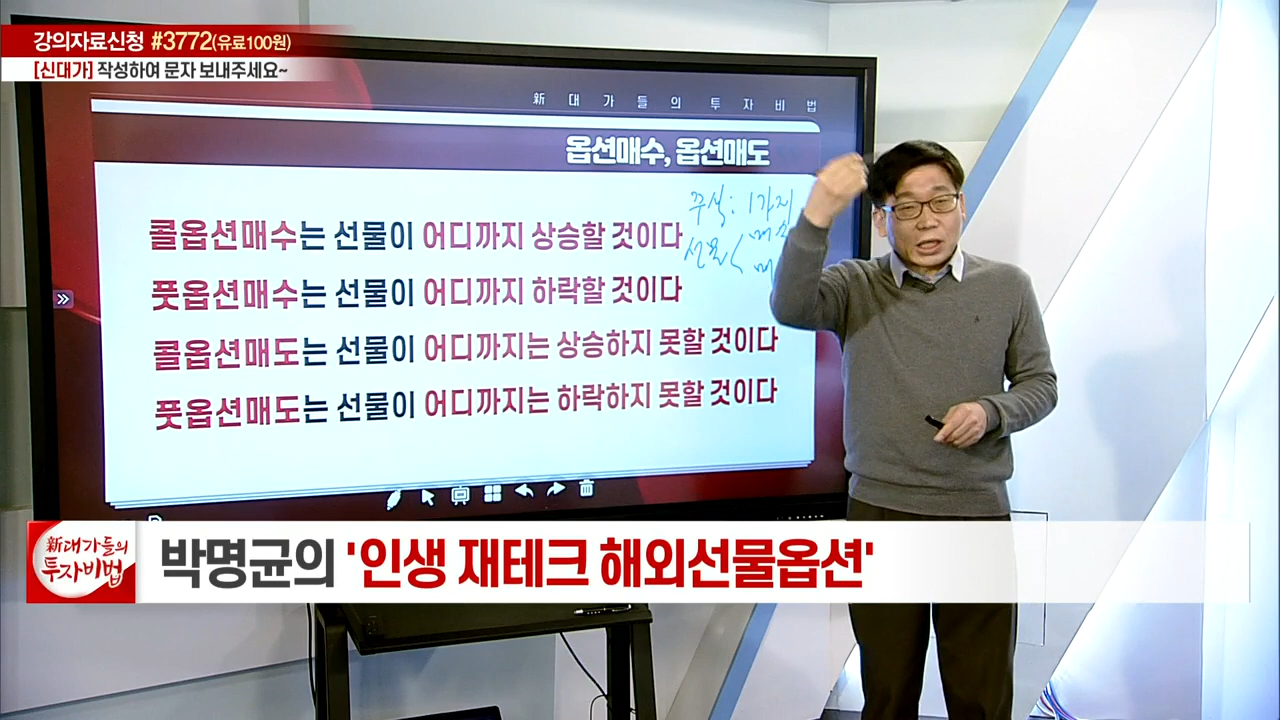 강의자료신청 #3772(유료100원)
[신대가] 작성하여 문자 보내주세요~
新 대 가 들 의 투 자 비 법
옵션매수, 옵션매도
주식: 1가지
선물<
콜옵션매수는 선물이 어디까지 상승할 것이다
풋옵션매수는 선물이 어디까지 하락할 것이다
콜옵션매도는 선물이 어디까지는 상승하지 못할 것이다
풋옵션매도는 선물이 어디까지는 하락하지 못할 것이다
新대가들의
투자비법
박명균의 '인생 재테크 해외선물옵션'